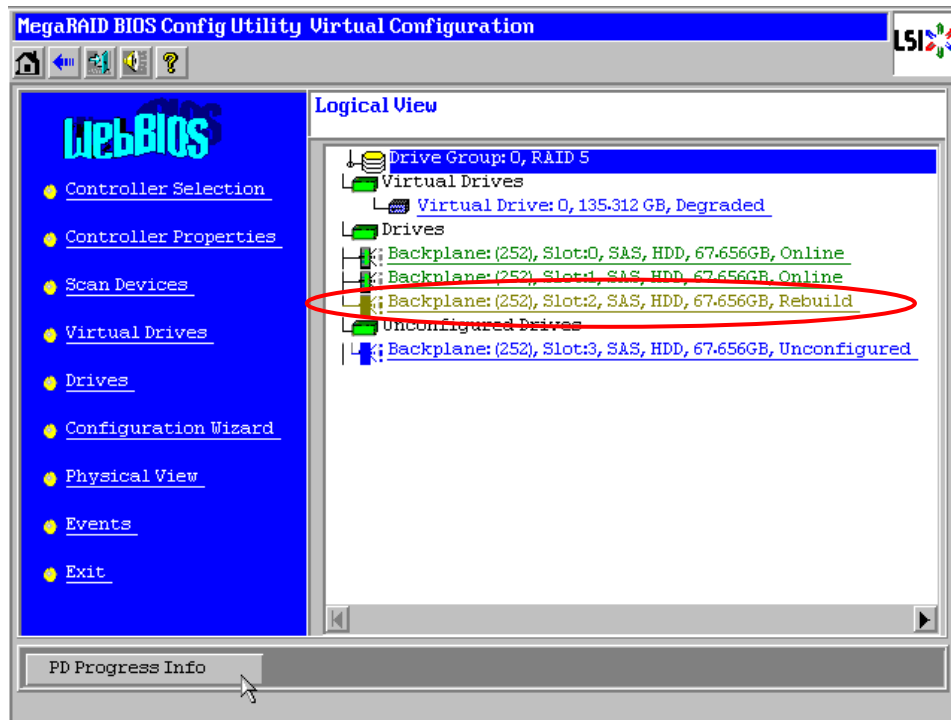 MegaRAID BIOS Config Utility Virtual Configuration
LSI
WebBIOS
Controller Selection
Controller Properties
Scan Devices
Virtual Drives
Drives
Configuration Wizard
Physical View
Events
Exit
Logical View
Drive Group: 0, RAID 5
Virtual Drives
Virtual Drive: 0, 135.312 GB, Degraded
Drives
Backplane: (252), Slot:0, SAS, HDD, 67.656GB, Online
Backplane: (252), Slot:1, SAS, HDD, 67.656GB, Online
Backplane: (252), Slot:2, SAS, HDD, 67.656GB, Rebuild
Unconfigured Drives
Backplane: (252), Slot:3, SAS, HDD, 67.656GB, Unconfigured
PD Progress Info